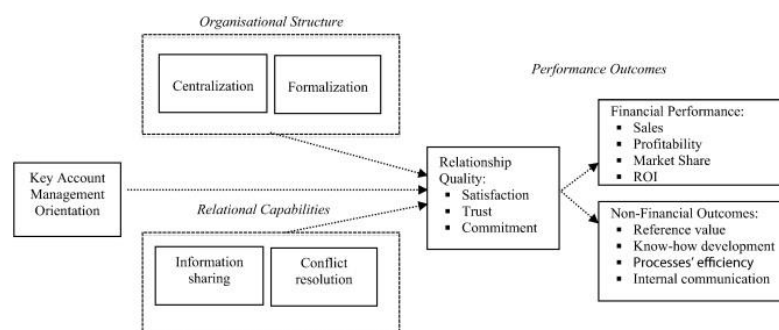 Organisational Structure
Centralization
Formalization
Performance Outcomes
Key Account
Management
Orientation
Relational Capabilities
Information
sharing
Conflict
resolution
Relationship
Quality:
▪ Satisfaction
▪ Trust
▪ Commitment
Financial Performance:
▪ Sales
▪ Profitability
▪ Market Share
▪ ROI
Non-Financial Outcomes:
▪ Reference value
▪ Know-how development
▪ Processes' efficiency
▪ Internal communication